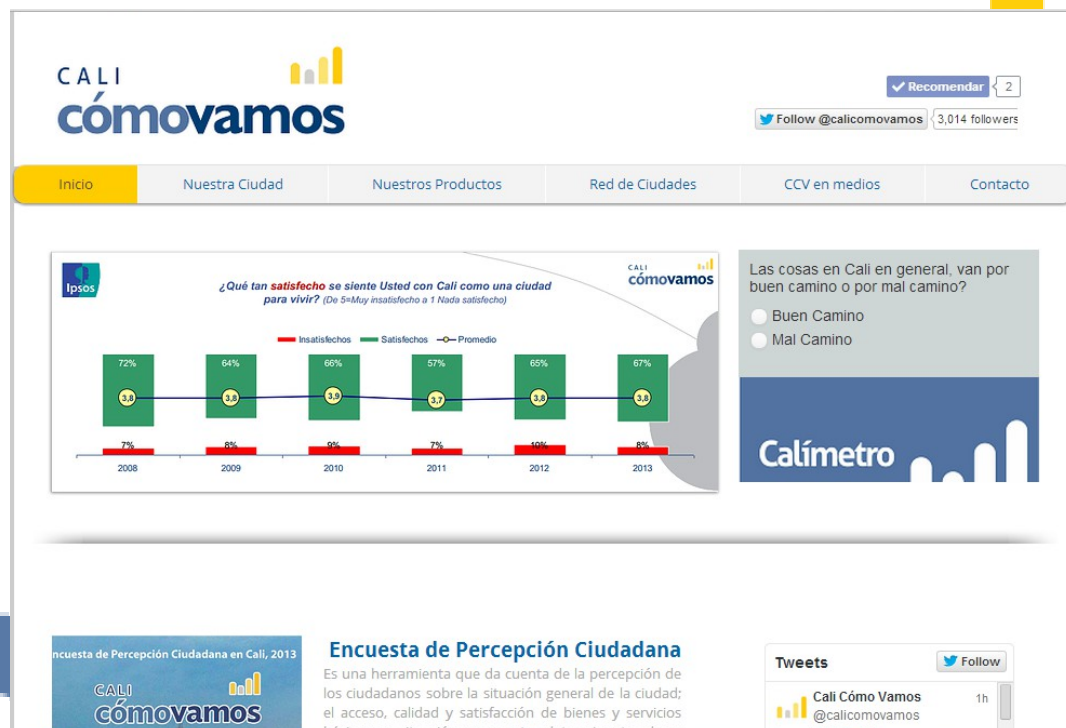 CALI
cómovamos
Recomendar 2
Follow @calicomovamos 3,014 followers
Inicio Nuestra Ciudad Nuestros Productos Red de Ciudades CCV en medios Contacto
Ipsos
¿Qué tan satisfecho se siente Usted con Cali como una ciudad
para vivir? (De 5=Muy insatisfecho a 1 Nada satisfecho)
CALI
cómovamos
Insatisfechos Satisfechos Promedio
72% 64% 66% 57% 65% 67%
3,8 3,8 3,9 3,7 3,8 3,8
7% 8% 9% 7% 10% 8%
2008 2009 2010 2011 2012 2013
Las cosas en Cali en general, van por
buen camino o por mal camino?
Buen Camino
Mal Camino
Calímetro
ncuesta de Percepción Ciudadana en Cali, 2013
CALI
cómovamos
Encuesta de Percepción Ciudadana
Es una herramienta que da cuenta de la percepción de
los ciudadanos sobre la situación general de la ciudad;
el acceso, calidad y satisfacción de bienes y servicios
Tweets Follow
Cali Cómo Vamos 1h
@calicomovamos